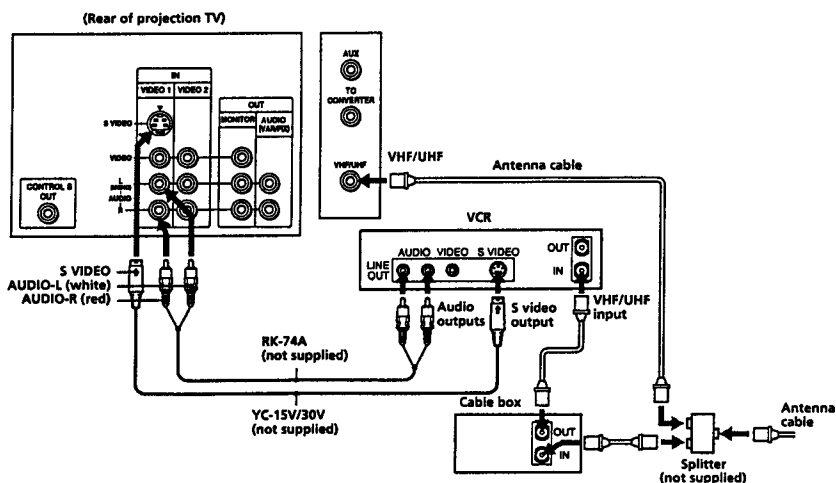 (Rear of projection TV)
IN
VIDEO 1 VIDEO 2
OUT
MONITOR AUDIO (VAR/FIX)
S VIDEO
VIDEO
L
(MONO)
AUDIO
R
CONTROL S
OUT
AUX
TO
CONVERTER
VHF/UHF
VHF/UHF
Antenna cable
VCR
AUDIO VIDEO S VIDEO
LINE
OUT
OUT
IN
S VIDEO
AUDIO-L (white)
AUDIO-R (red)
Audio
outputs
S video
output
VHF/UHF
input
RK-74A
(not supplied)
YC-15V/30V
(not supplied)
Cable box
OUT
IN
Antenna
cable
Splitter
(not supplied)